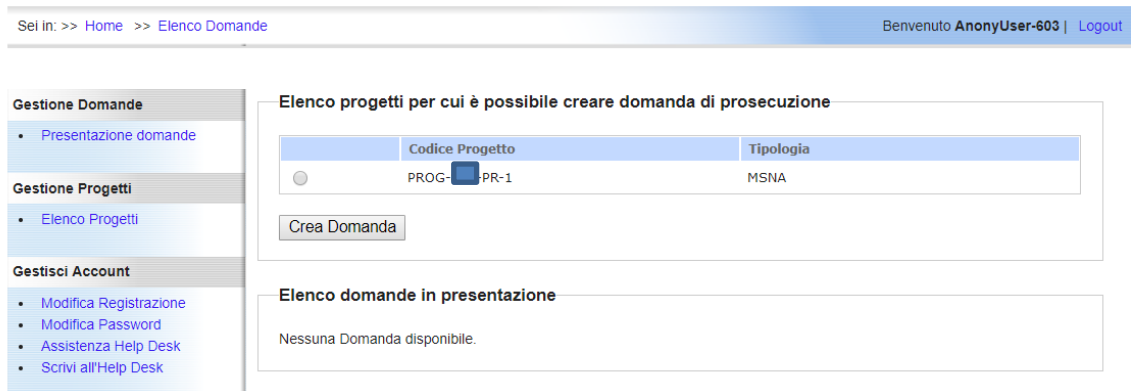 Sei in: >> Home >> Elenco Domande
Benvenuto AnonyUser-603 | Logout
Gestione Domande
• Presentazione domande
Gestione Progetti
• Elenco Progetti
Gestisci Account
• Modifica Registrazione
• Modifica Password
• Assistenza Help Desk
• Scrivi all'Help Desk
Elenco progetti per cui è possibile creare domanda di prosecuzione
Codice Progetto Tipologia
PROG- -PR-1 MSNA
Crea Domanda
Elenco domande in presentazione
Nessuna Domanda disponibile.